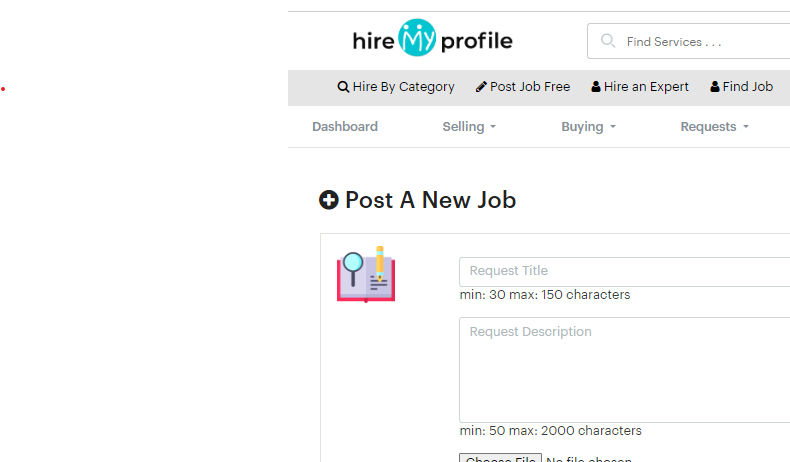 hire My profile
Find Services . . .
Hire By Category Post Job Free Hire an Expert Find Job
Dashboard Selling Buying Requests
Post A New Job
Request Title
min: 30 max: 150 characters
Request Description
min: 50 max: 2000 characters
Choose File No file chosen